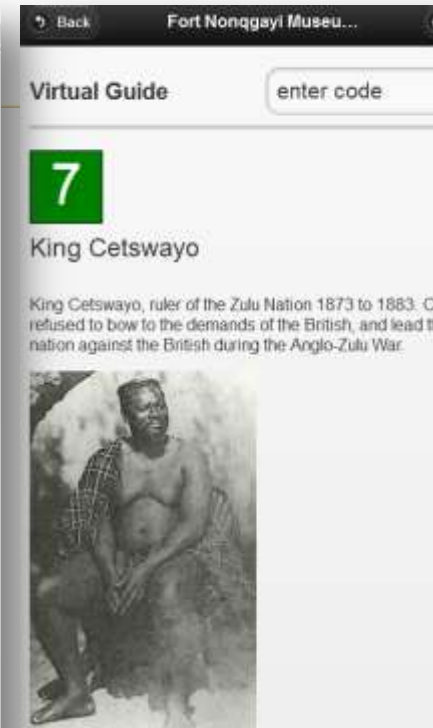 Back
Fort Nonqgayi Museu...
Virtual Guide
enter code
7
King Cetswayo
King Cetswayo, ruler of the Zulu Nation 1873 to 1883.
refused to bow to the demands of the British, and lead
nation against the British during the Anglo-Zulu War.